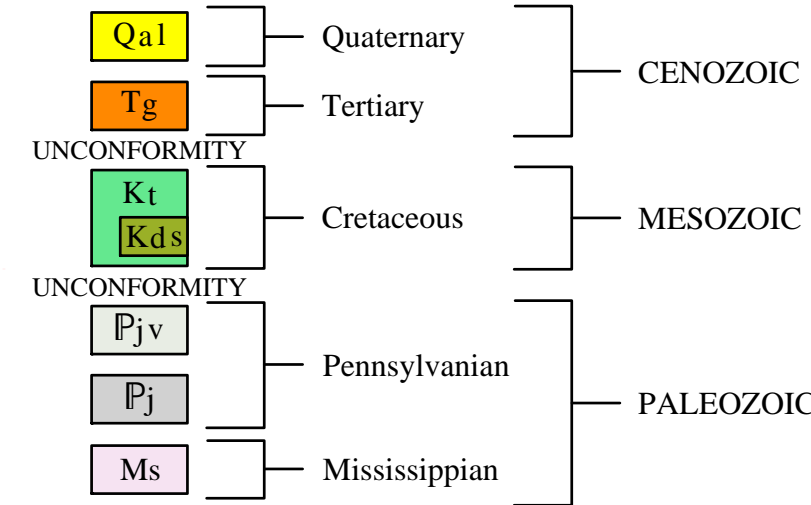 Qal Quaternary
CENOZOIC
Tg Tertiary
UNCONFORMITY
Kt
Cretaceous MESOZOIC
Kds
UNCONFORMITY
ℙjv
Pennsylvanian
ℙj PALEOZOIC
Ms Mississippian